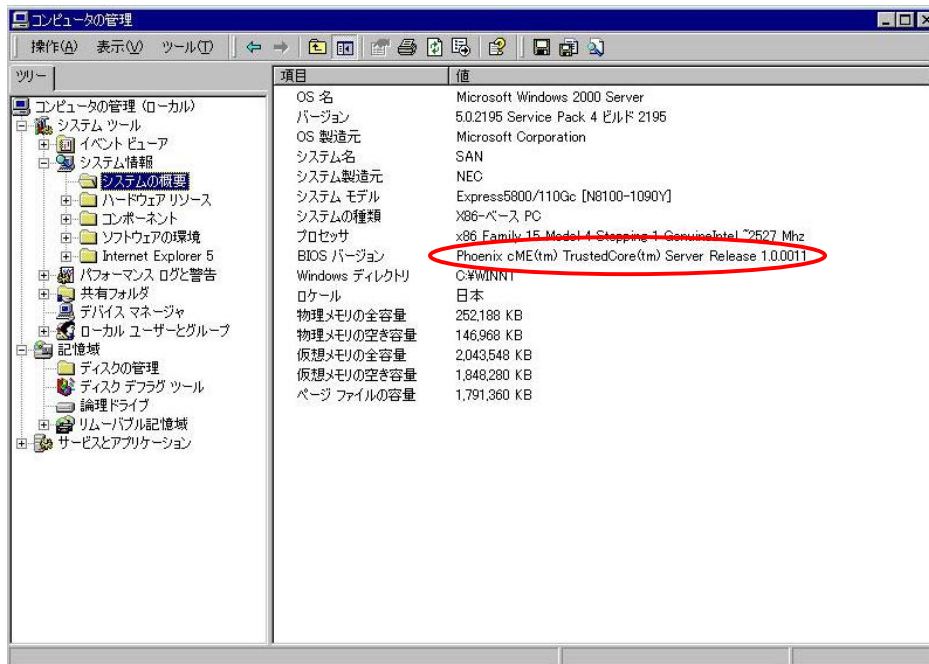 コンピュータの管理
操作(A) 表示(V) ツール(T)
ツリー
コンピュータの管理 (ローカル)
システム ツール
イベント ビューア
システム情報
システムの概要
ハードウェア リソース
コンポーネント
ソフトウェアの環境
Internet Explorer 5
パフォーマンス ログと警告
共有フォルダ
デバイス マネージャ
ローカル ユーザーとグループ
記憶域
ディスクの管理
ディスク デフラグ ツール
論理ドライブ
リムーバブル記憶域
サービスとアプリケーション
項目 値
OS 名 Microsoft Windows 2000 Server
バージョン 5.0.2195 Service Pack 4 ビルド 2195
OS 製造元 Microsoft Corporation
システム名 SAN
システム製造元 NEC
システム モデル Express5800/110Gc [N8100-1090Y]
システムの種類 X86-ベース PC
プロセッサ x86 Family 15 Model 4 Stepping 1 GenuineIntel ~2527 Mhz
BIOS バージョン Phoenix cME(tm) TrustedCore(tm) Server Release 1.0.0011
Windows ディレクトリ C:¥WINNT
ロケール 日本
物理メモリの全容量 252,188 KB
物理メモリの空き容量 146,968 KB
仮想メモリの全容量 2,043,548 KB
仮想メモリの空き容量 1,848,280 KB
ページ ファイルの容量 1,791,360 KB